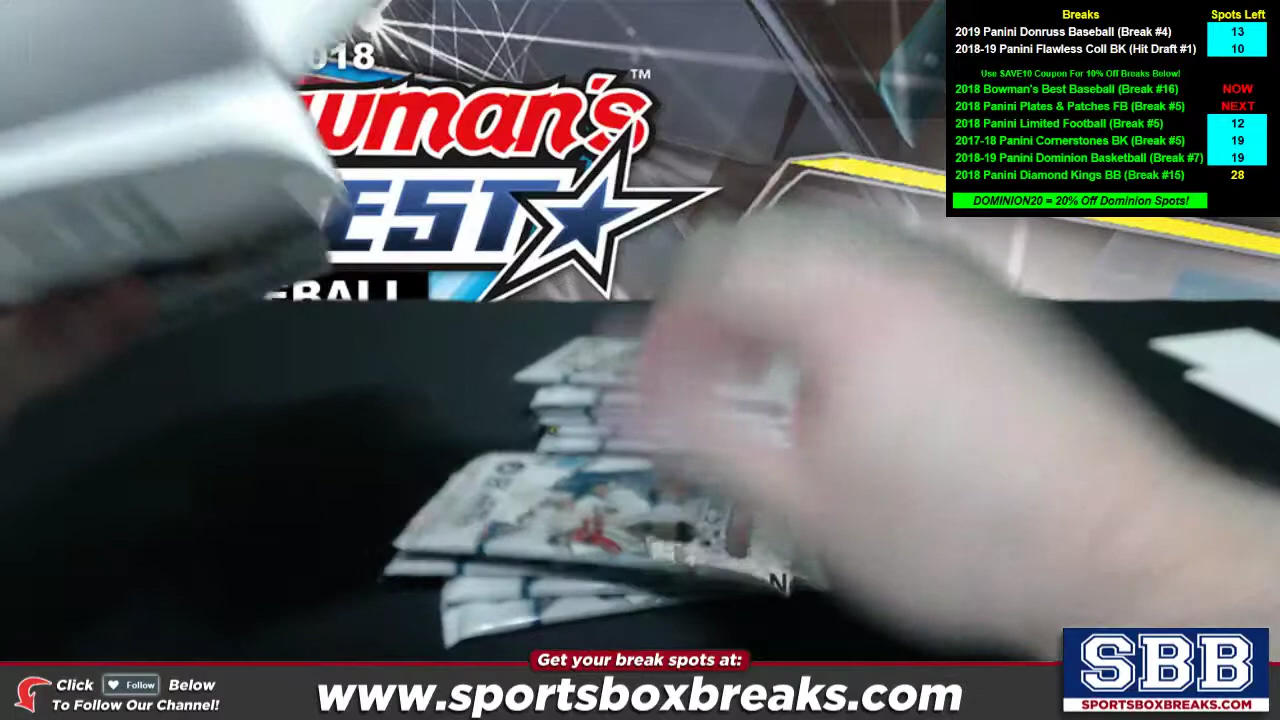 Breaks Spots Left
2019 Panini Donruss Baseball (Break #4) 13
2018-19 Panini Flawless Coll BK (Hit Draft #1) 10
Use SAVE10 Coupon For 10% Off Breaks Below!
2018 Bowman's Best Baseball (Break #16) NOW
2018 Panini Plates & Patches FB (Break #5) NEXT
2018 Panini Limited Football (Break #5) 12
2017-18 Panini Cornerstones BK (Break #5) 19
2018-19 Panini Dominion Basketball (Break #7) 19
2018 Panini Diamond Kings BB (Break #15) 28
DOMINION20 = 20% Off Dominion Spots!
018
wman's™
EST
EBALL
Get your break spots at:
Click Follow Below
To Follow Our Channel!
www.sportsboxbreaks.com
SBB
SPORTSBOXBREAKS.COM